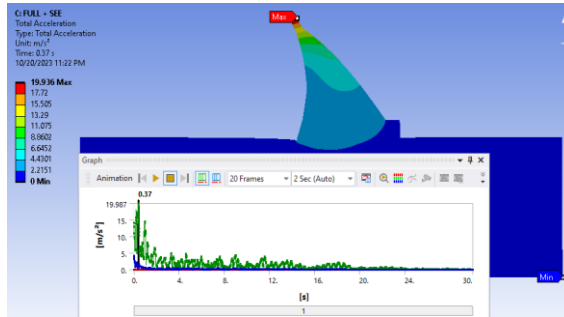 C: FULL + SEE
Total Acceleration
Type: Total Acceleration
Unit: m/s²
Time: 0.37 s
10/20/2023 11:22 PM
19.936 Max
17.72
15.505
13.29
11.075
8.8602
6.6452
4.4301
2.2151
0 Min
Max
Min
Graph
Animation
20 Frames
2 Sec (Auto)
0.37
19.987
15.
10.
5.
0.
[m/s²]
0. 4. 8. 12. 16. 20. 24. 30.
[s]
1